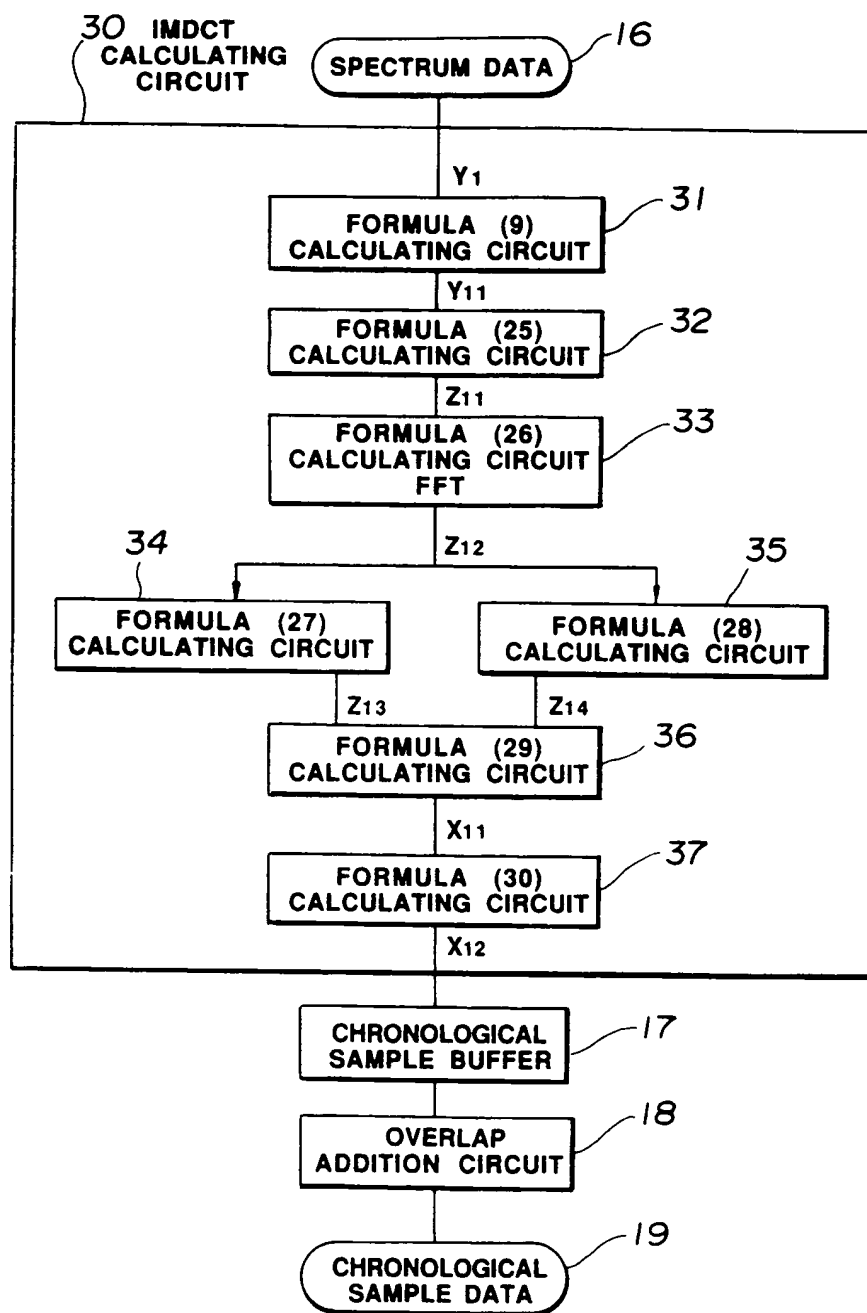 30 IMDCT
CALCULATING
CIRCUIT
16
SPECTRUM DATA
Y1
31
FORMULA (9)
CALCULATING CIRCUIT
Y11
32
FORMULA (25)
CALCULATING CIRCUIT
Z11
33
FORMULA (26)
CALCULATING CIRCUIT
FFT
Z12
34
35
FORMULA (27)
CALCULATING CIRCUIT
FORMULA (28)
CALCULATING CIRCUIT
Z13
Z14
36
FORMULA (29)
CALCULATING CIRCUIT
X11
37
FORMULA (30)
CALCULATING CIRCUIT
X12
17
CHRONOLOGICAL
SAMPLE BUFFER
18
OVERLAP
ADDITION CIRCUIT
19
CHRONOLOGICAL
SAMPLE DATA